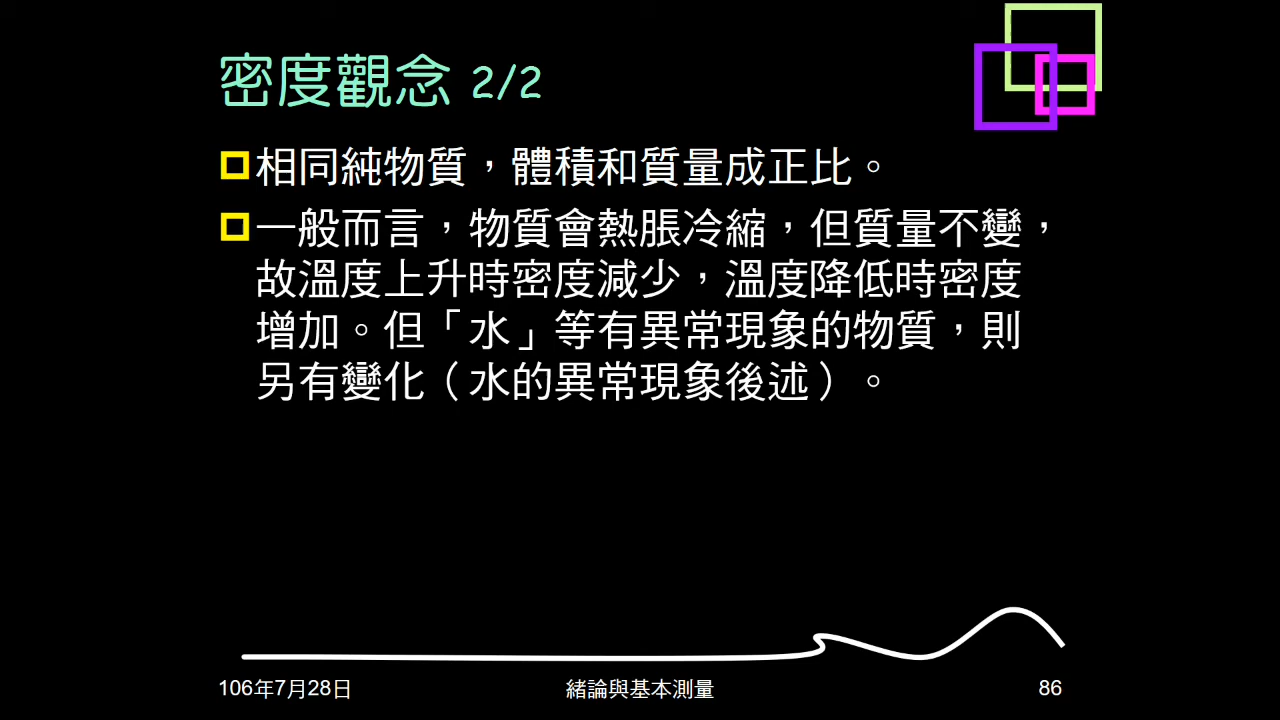 密度觀念 2/2
相同純物質，體積和質量成正比。
一般而言，物質會熱脹冷縮，但質量不變，
故溫度上升時密度減少，溫度降低時密度
增加。但「水」等有異常現象的物質，則
另有變化（水的異常現象後述）。
106年7月28日
緒論與基本測量
86